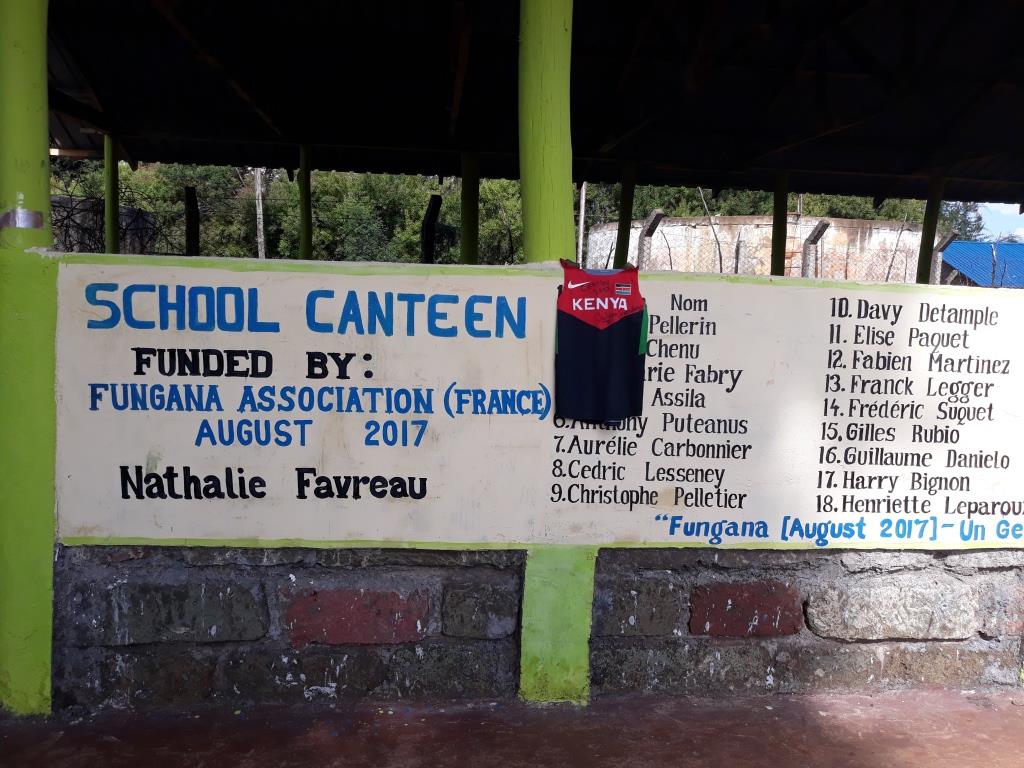 SCHOOL CANTEEN
FUNDED BY:
FUNGANA ASSOCIATION (FRANCE)
AUGUST 2017
Nathalie Favreau
KENYA
Nom
Pellerin
Chenu
Fabry
Assila
Puteanus
7. Aurélie Carbonnier
8. Cedric Lesseney
9. Christophe Pelletier
10. Davy Detample
11. Elise Paquet
12. Fabien Martinez
13. Franck Legger
14. Frédéric Suquet
15. Gilles Rubio
16. Guillaume Danielo
17. Harry Bignon
18. Henriette
"Fungana [August 2017] - Un